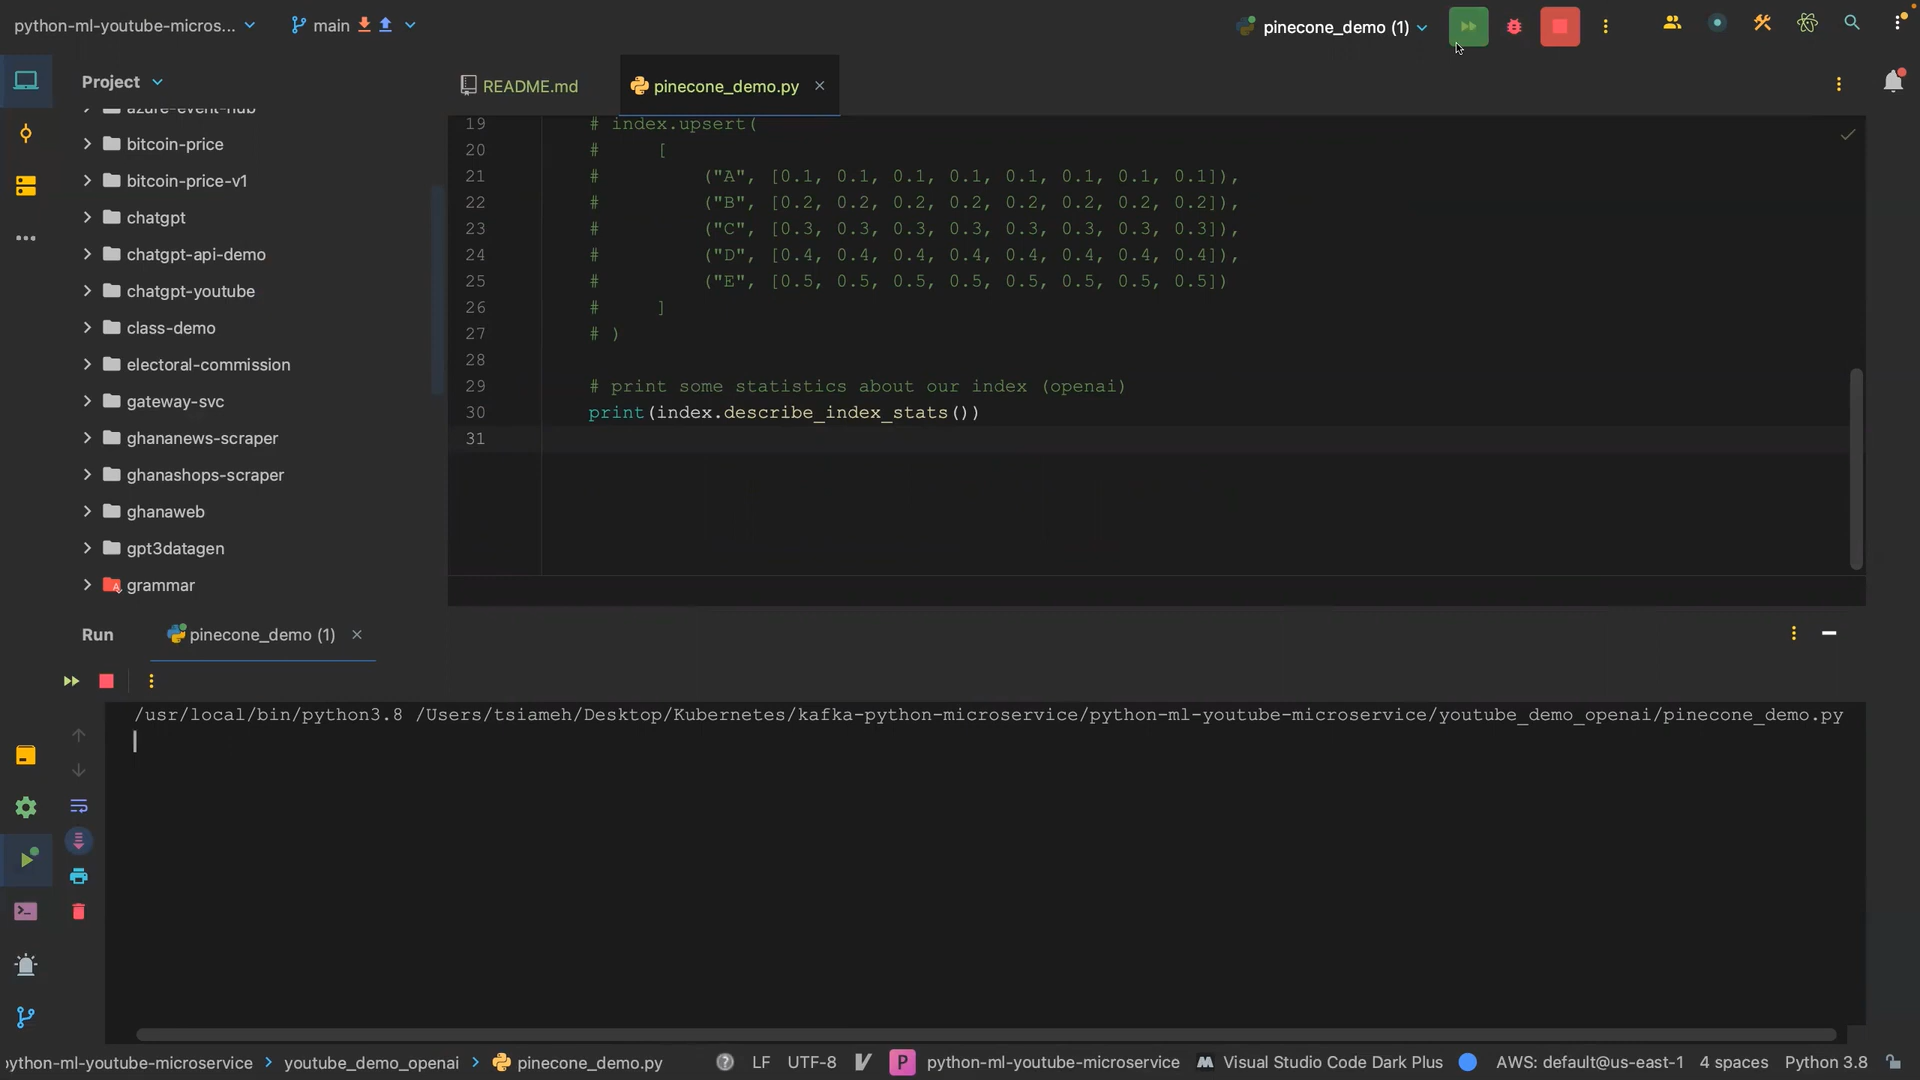 python-ml-youtube-micros...
main
pinecone_demo (1)
Project
README.md
pinecone_demo.py
azure-event-hub
bitcoin-price
bitcoin-price-v1
chatgpt
chatgpt-api-demo
chatgpt-youtube
class-demo
electoral-commission
gateway-svc
ghananews-scraper
ghanashops-scraper
ghanaweb
gpt3datagen
grammar
19 # index.upsert(
20 # [
21 # ("A", [0.1, 0.1, 0.1, 0.1, 0.1, 0.1, 0.1, 0.1]),
22 # ("B", [0.2, 0.2, 0.2, 0.2, 0.2, 0.2, 0.2, 0.2]),
23 # ("C", [0.3, 0.3, 0.3, 0.3, 0.3, 0.3, 0.3, 0.3]),
24 # ("D", [0.4, 0.4, 0.4, 0.4, 0.4, 0.4, 0.4, 0.4]),
25 # ("E", [0.5, 0.5, 0.5, 0.5, 0.5, 0.5, 0.5, 0.5])
26 # ]
27 # )
28
29 # print some statistics about our index (openai)
30 print(index.describe_index_stats())
31
Run
pinecone_demo (1)
/usr/local/bin/python3.8 /Users/tsiameh/Desktop/Kubernetes/kafka-python-microservice/python-ml-youtube-microservice/youtube_demo_openai/pinecone_demo.py
ython-ml-youtube-microservice > youtube_demo_openai > pinecone_demo.py
LF UTF-8 P python-ml-youtube-microservice Visual Studio Code Dark Plus AWS: default@us-east-1 4 spaces Python 3.8